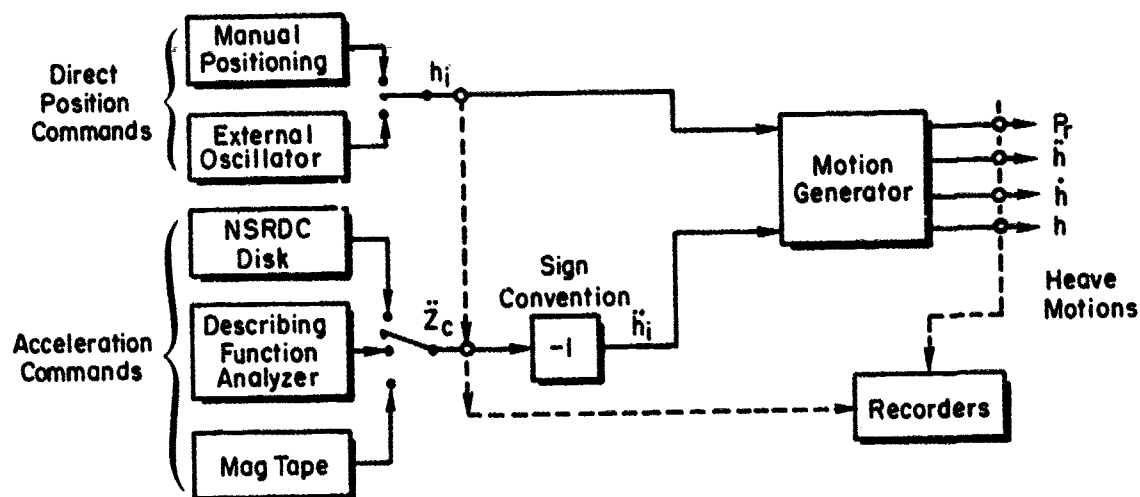 Manual
Positioning
Direct
Position
Commands
External
Oscillator
hᵢ
NSRDC
Disk
Describing
Function
Analyzer
Acceleration
Commands
Mag Tape
Z̈c
Sign
Convention
-1
ḧᵢ
Motion
Generator
Pr
ḧ
ḣ
h
Heave
Motions
Recorders